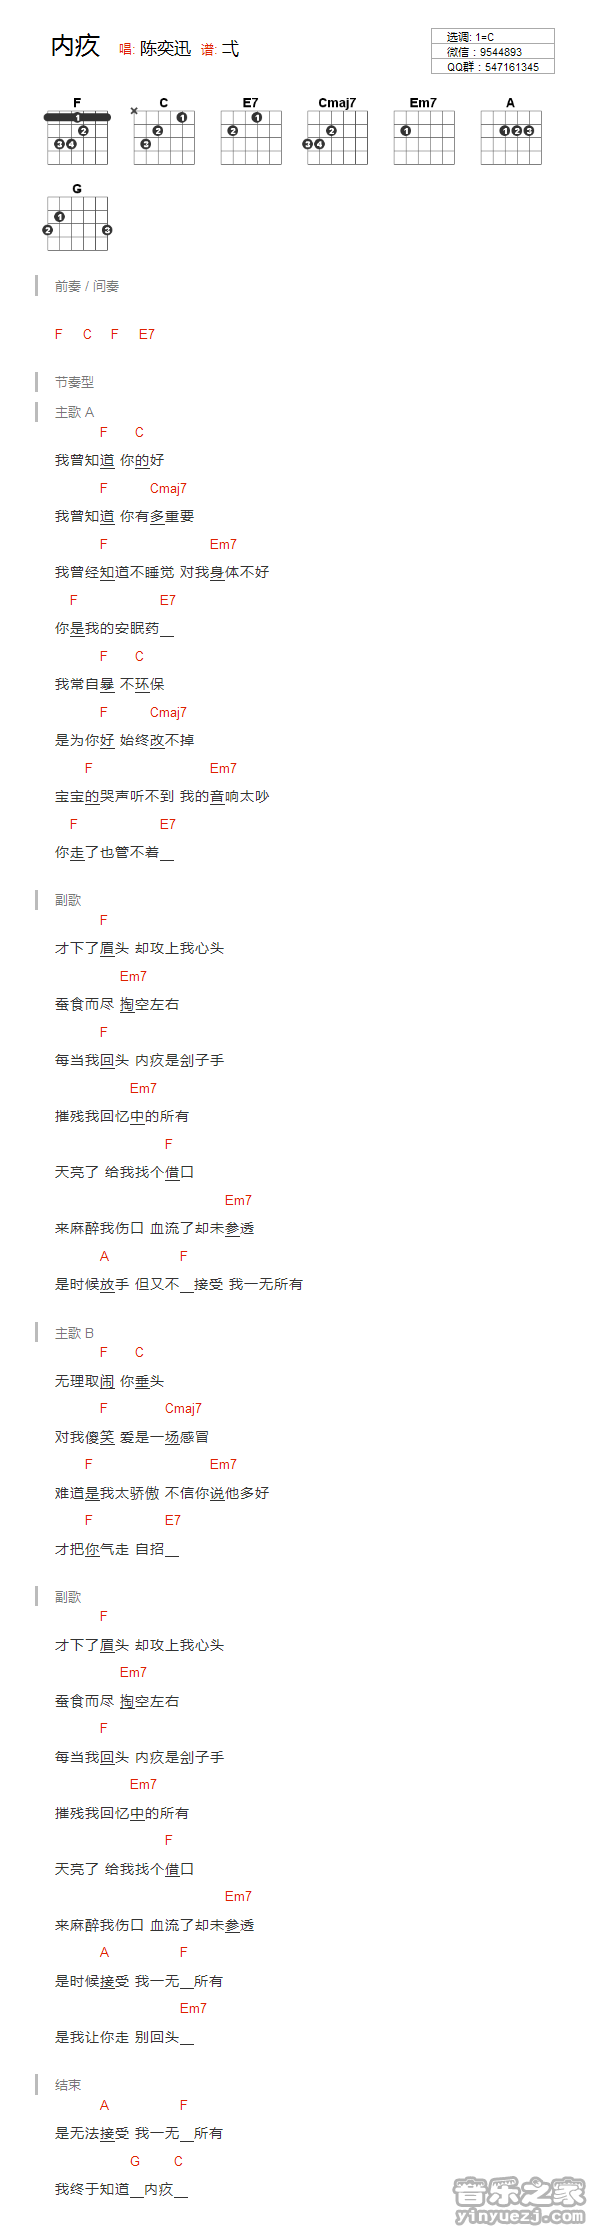 内疚 唱: 陈奕迅 谱: 弌
选调: 1=C
微信：9544893
QQ群：547161345
F C E7 Cmaj7 Em7 A
G
前奏 / 间奏
F C F E7
节奏型
主歌 A
F C
我曾知道 你的好
F Cmaj7
我曾知道 你有多重要
F Em7
我曾经知道不睡觉 对我身体不好
F E7
你是我的安眠药__
F C
我常自暴 不环保
F Cmaj7
是为你好 始终改不掉
F Em7
宝宝的哭声听不到 我的音响太吵
F E7
你走了也管不着__
副歌
F
才下了眉头 却攻上我心头
Em7
蚕食而尽 掏空左右
F
每当我回头 内疚是刽子手
Em7
摧残我回忆中的所有
F
天亮了 给我找个借口
Em7
来麻醉我伤口 血流了却未参透
A F
是时候放手 但又不__接受 我一无所有
主歌 B
F C
无理取闹 你垂头
F Cmaj7
对我傻笑 爱是一场感冒
F Em7
难道是我太骄傲 不信你说他多好
F E7
才把你气走 自招__
副歌
F
才下了眉头 却攻上我心头
Em7
蚕食而尽 掏空左右
F
每当我回头 内疚是刽子手
Em7
摧残我回忆中的所有
F
天亮了 给我找个借口
Em7
来麻醉我伤口 血流了却未参透
A F
是时候接受 我一无__所有
Em7
是我让你走 别回头__
结束
A F
是无法接受 我一无__所有
G C
我终于知道__内疚__
音乐之家
yinyuezj.com